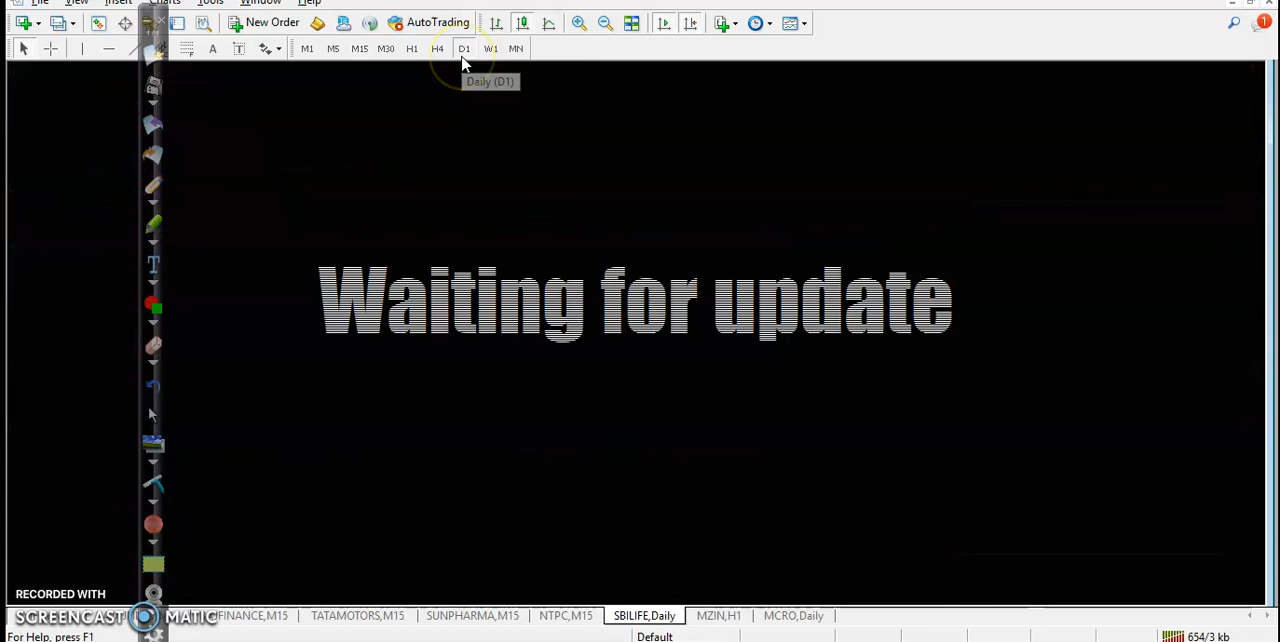 File View Insert Charts Tools Window Help
New Order AutoTrading
A T M1 M5 M15 M30 H1 H4 D1 W1 MN
Daily (D1)
T
Waiting for update
RECORDED WITH
SCREENCAST MATIC
FINANCE,M15 TATAMOTORS,M15 SUNPHARMA,M15 NTPC,M15 SBILIFE,Daily MZIN,H1 MCRO,Daily
For Help, press F1 Default 654/3 kb